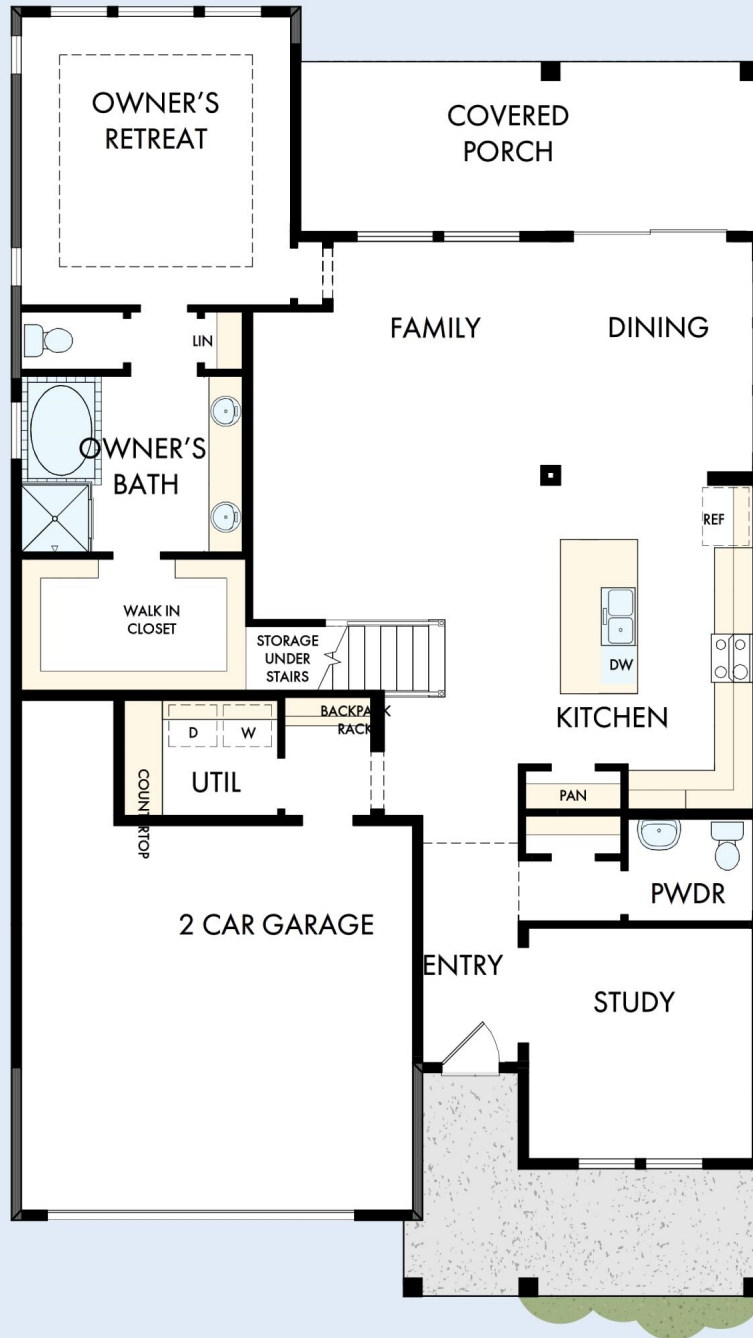 OWNER'S
RETREAT
COVERED
PORCH
FAMILY
DINING
LIN
OWNER'S
BATH
REF
WALK IN
CLOSET
STORAGE
UNDER
STAIRS
DW
KITCHEN
BACKPACK
RACK
D
W
UTIL
COUNTERTOP
PAN
PWDR
2 CAR GARAGE
ENTRY
STUDY